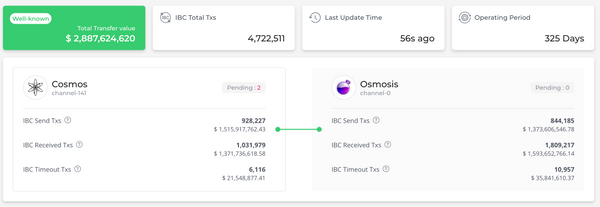 Well-known
Total Transfer value
$ 2,887,624,620
IBC
IBC Total Txs
4,722,511
Last Update Time
56s ago
Operating Period
325 Days
Cosmos
channel-141
Pending : 2
IBC Send Txs ?
928,227
$ 1,515,917,762.43
IBC Received Txs ?
1,031,979
$ 1,371,736,618.58
IBC Timeout Txs ?
6,116
$ 21,548,877.41
Osmosis
channel-0
Pending : 0
IBC Send Txs ?
844,185
$ 1,373,606,546.78
IBC Received Txs ?
1,809,217
$ 1,593,652,766.14
IBC Timeout Txs ?
10,957
$ 35,841,610.37